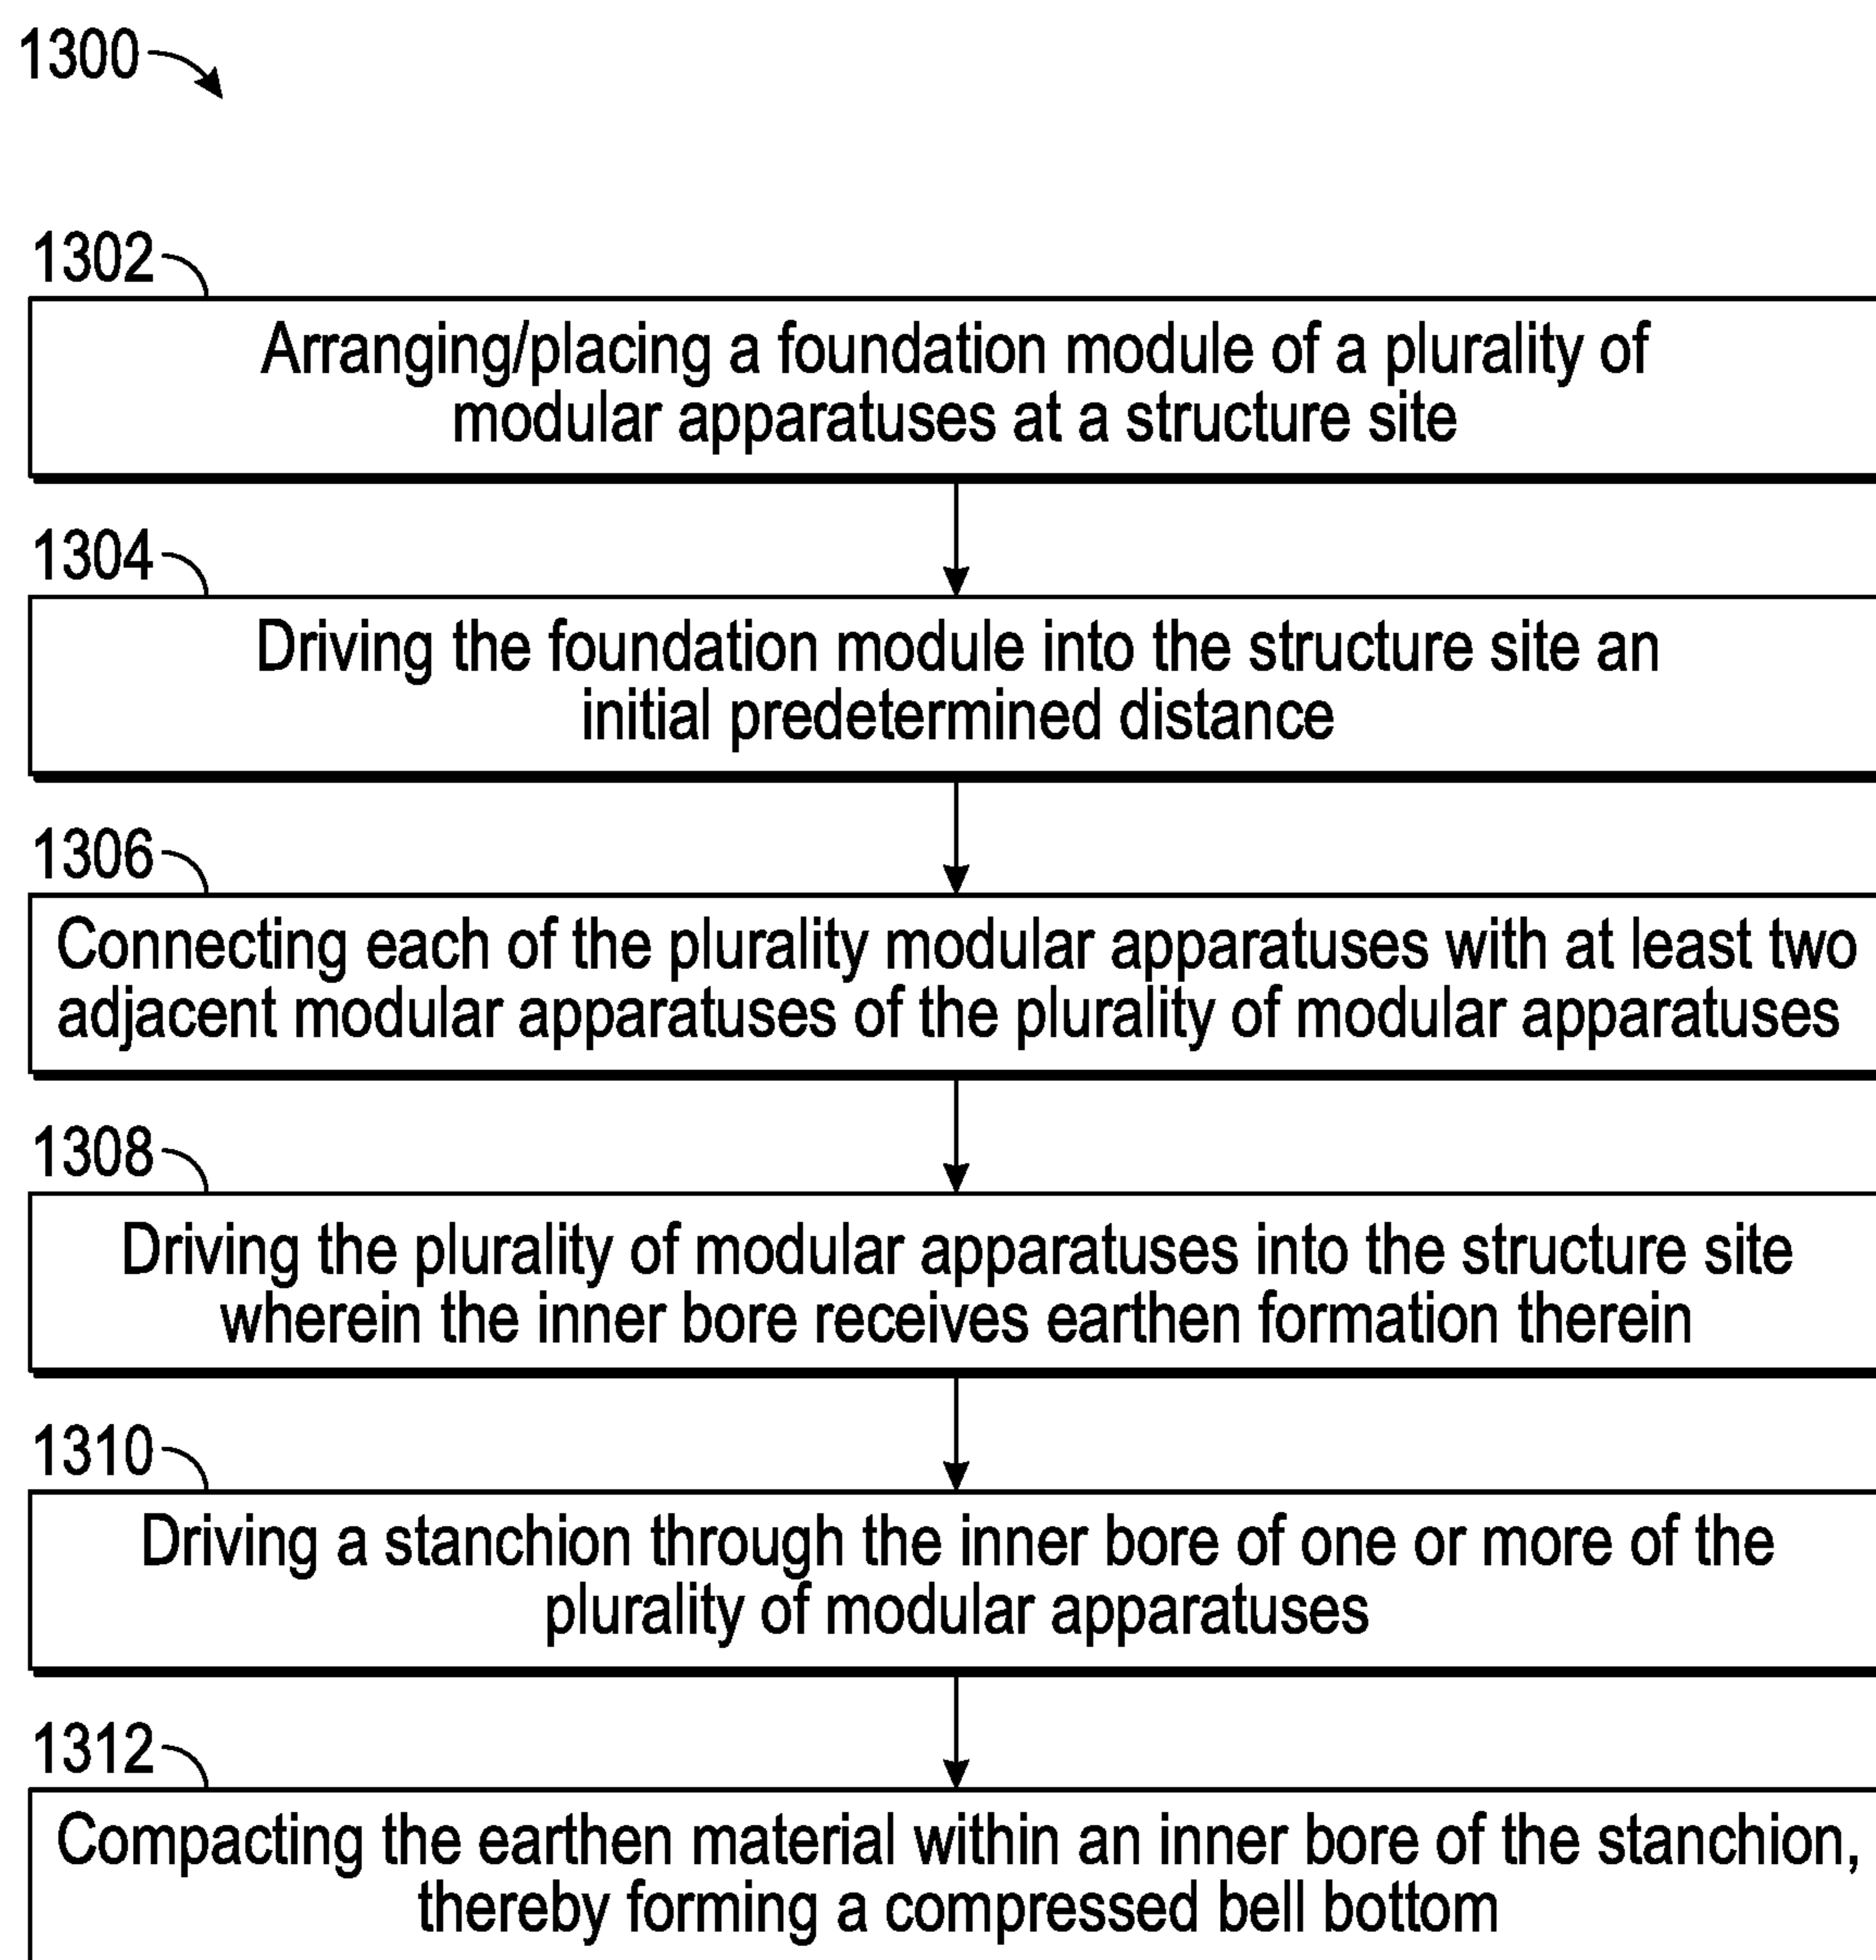 1300
1302
Arranging/placing a foundation module of a plurality of
modular apparatuses at a structure site
1304
Driving the foundation module into the structure site an
initial predetermined distance
1306
Connecting each of the plurality modular apparatuses with at least two
adjacent modular apparatuses of the plurality of modular apparatuses
1308
Driving the plurality of modular apparatuses into the structure site
wherein the inner bore receives earthen formation therein
1310
Driving a stanchion through the inner bore of one or more of the
plurality of modular apparatuses
1312
Compacting the earthen material within an inner bore of the stanchion,
thereby forming a compressed bell bottom